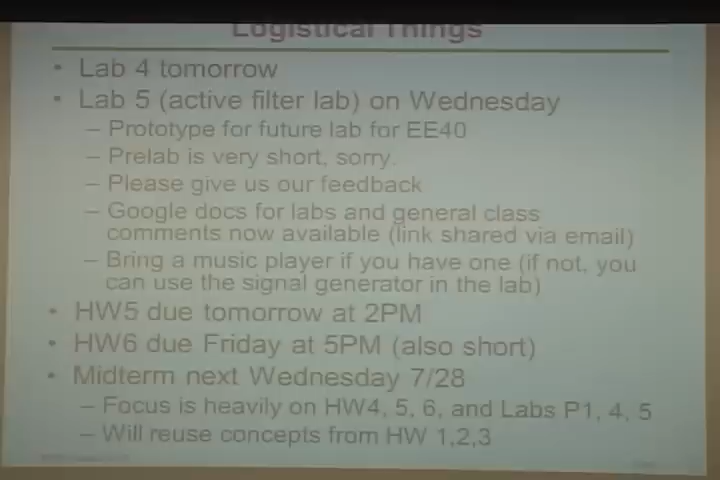 Logistical Things
• Lab 4 tomorrow
• Lab 5 (active filter lab) on Wednesday
– Prototype for future lab for EE40
– Prelab is very short, sorry.
– Please give us our feedback
– Google docs for labs and general class
comments now available (link shared via email)
– Bring a music player if you have one (if not, you
can use the signal generator in the lab)
• HW5 due tomorrow at 2PM
• HW6 due Friday at 5PM (also short)
• Midterm next Wednesday 7/28
– Focus is heavily on HW4, 5, 6, and Labs P1, 4, 5
– Will reuse concepts from HW 1,2,3